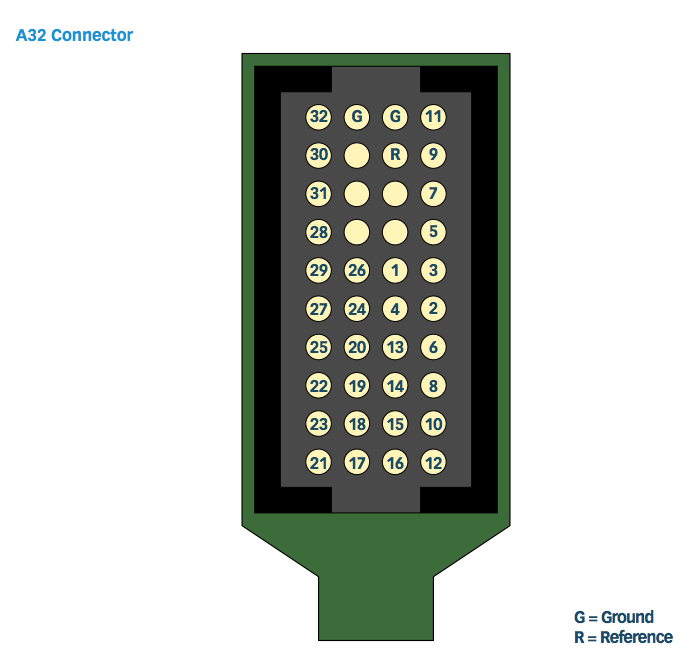 A32 Connector
32 G G 11
30 R 9
31 7
28 5
29 26 1 3
27 24 4 2
25 20 13 6
22 19 14 8
23 18 15 10
21 17 16 12
G = Ground
R = Reference